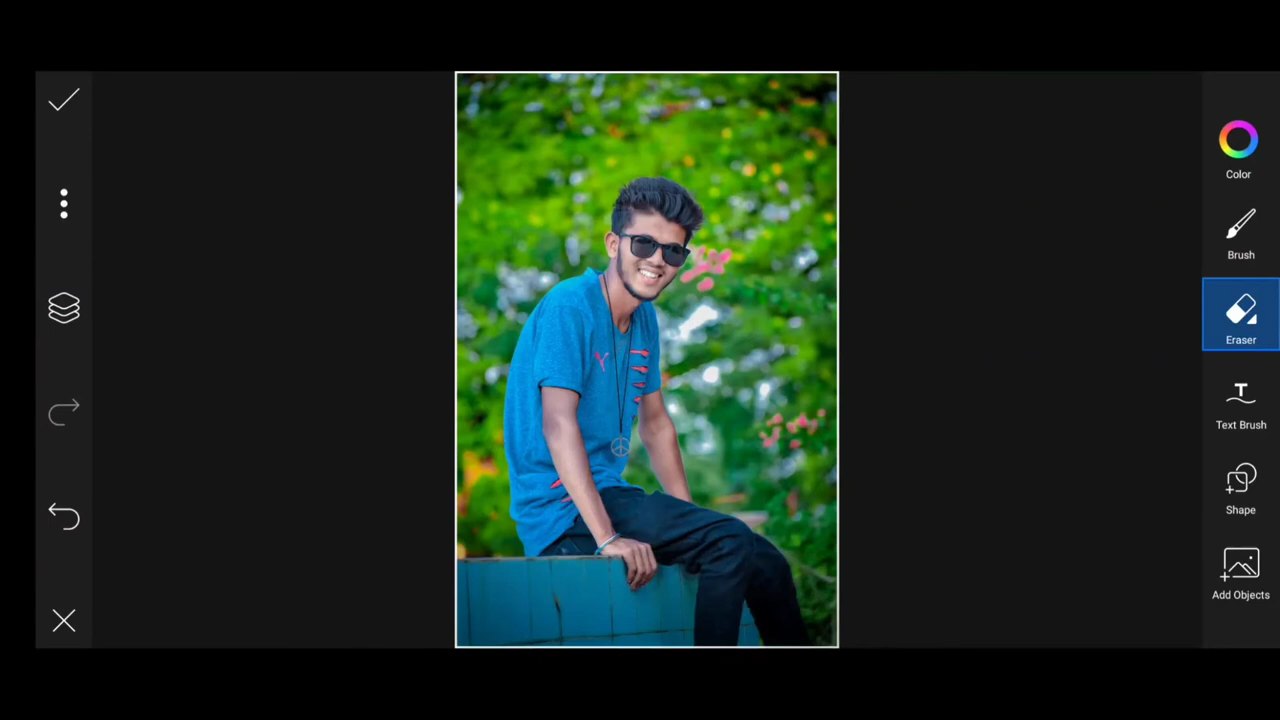 Color
Brush
Eraser
Text Brush
Shape
Add Objects